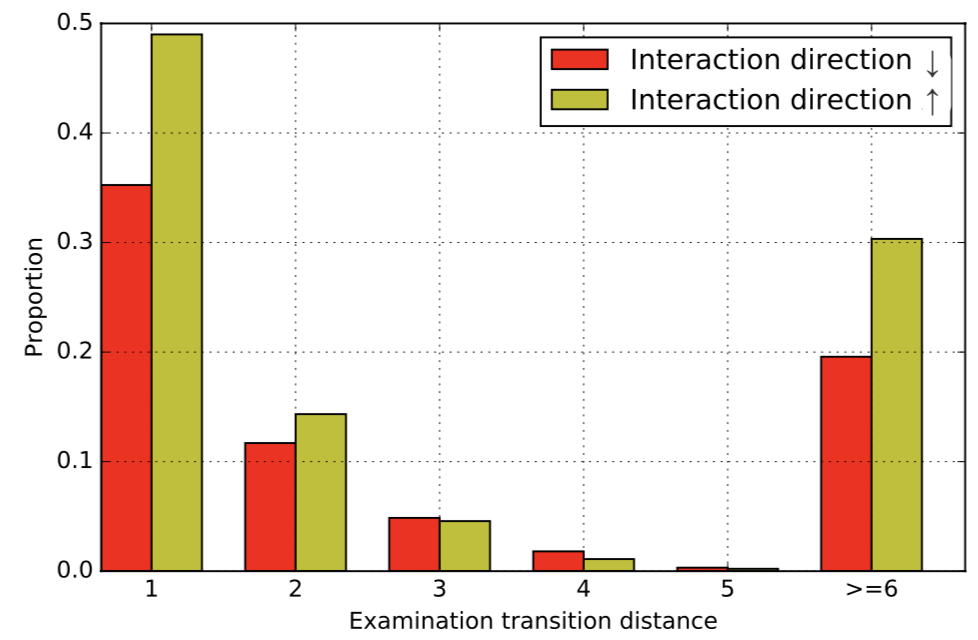 0.5
0.4
0.3
0.2
0.1
0.0
Proportion
Interaction direction ↓
Interaction direction ↑
1 2 3 4 5 >=6
Examination transition distance